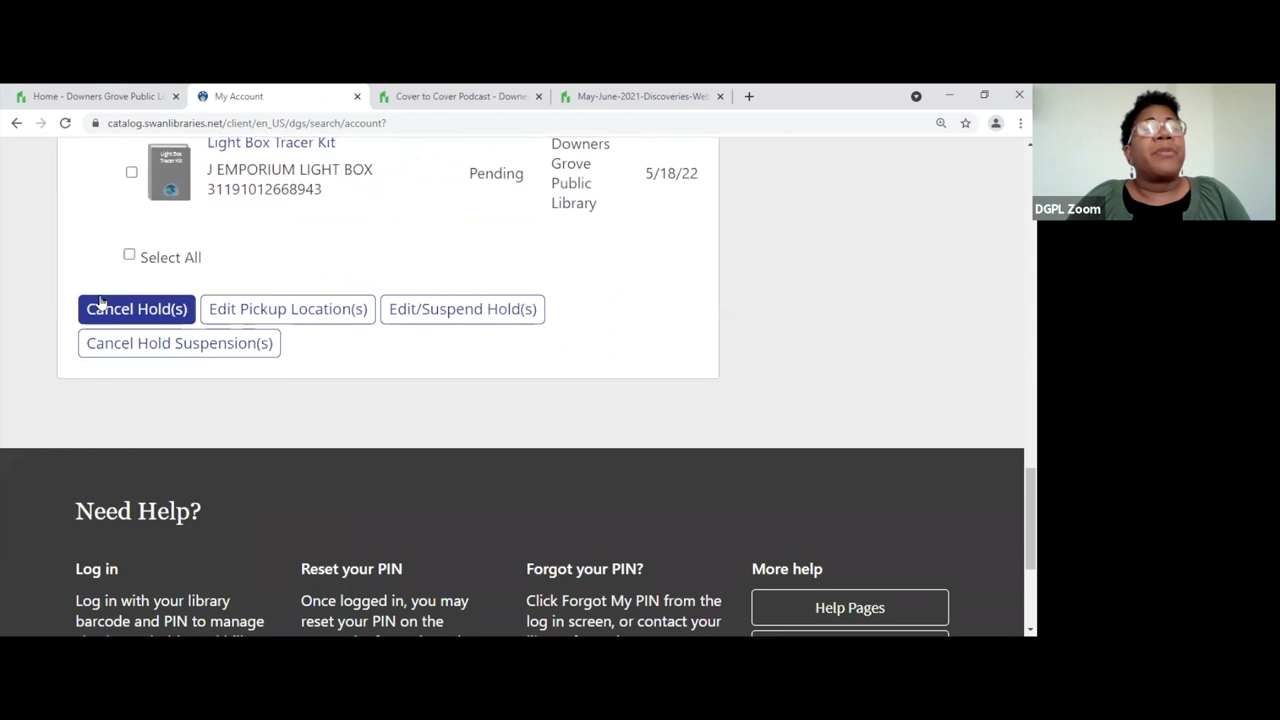 Home - Downers Grove Public Li
My Account
Cover to Cover Podcast - Downe
May-June-2021-Discoveries-Web
catalog.swanlibraries.net/client/en_US/dgs/search/account?
Light Box Tracer Kit
Light Box
Tracer Kit
J EMPORIUM LIGHT BOX
31191012668943
Pending
Downers
Grove
Public
Library
5/18/22
DGPL Zoom
Select All
Cancel Hold(s)
Edit Pickup Location(s)
Edit/Suspend Hold(s)
Cancel Hold Suspension(s)
Need Help?
Log in
Reset your PIN
Forgot your PIN?
More help
Log in with your library
barcode and PIN to manage
Once logged in, you may
reset your PIN on the
Click Forgot My PIN from the
log in screen, or contact your
Help Pages